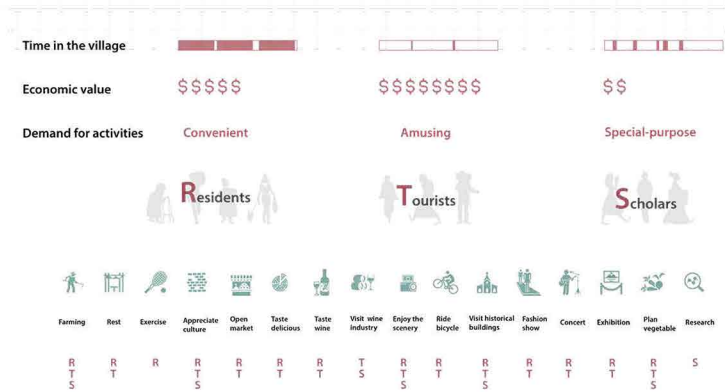 Time in the village
Economic value $$$$$ $$$$$$$$ $$
Demand for activities Convenient Amusing Special-purpose
Residents Tourists Scholars
Farming
Rest
Exercise
Appreciate
culture
Open
market
Taste
delicious
Taste
wine
Visit wine
industry
Enjoy the
scenery
Ride
bicycle
Visit historical
buildings
Fashion
show
Concert
Exhibition
Plan
vegetable
Research
R R R R R R R T R R R R R R R S
T T T T T T S T T T T T T T
S S S S S